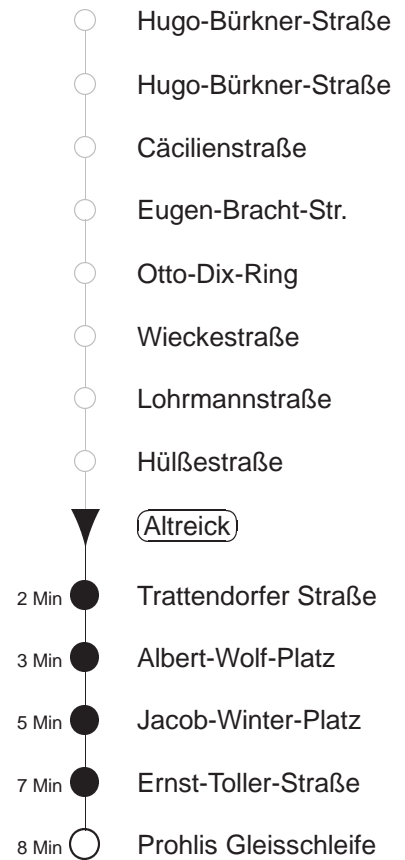 Hugo-Bürkner-Straße
Hugo-Bürkner-Straße
Cäcilienstraße
Eugen-Bracht-Str.
Otto-Dix-Ring
Wieckestraße
Lohrmannstraße
Hülßestraße
Altreick
2 Min Trattendorfer Straße
3 Min Albert-Wolf-Platz
5 Min Jacob-Winter-Platz
7 Min Ernst-Toller-Straße
8 Min Prohlis Gleisschleife